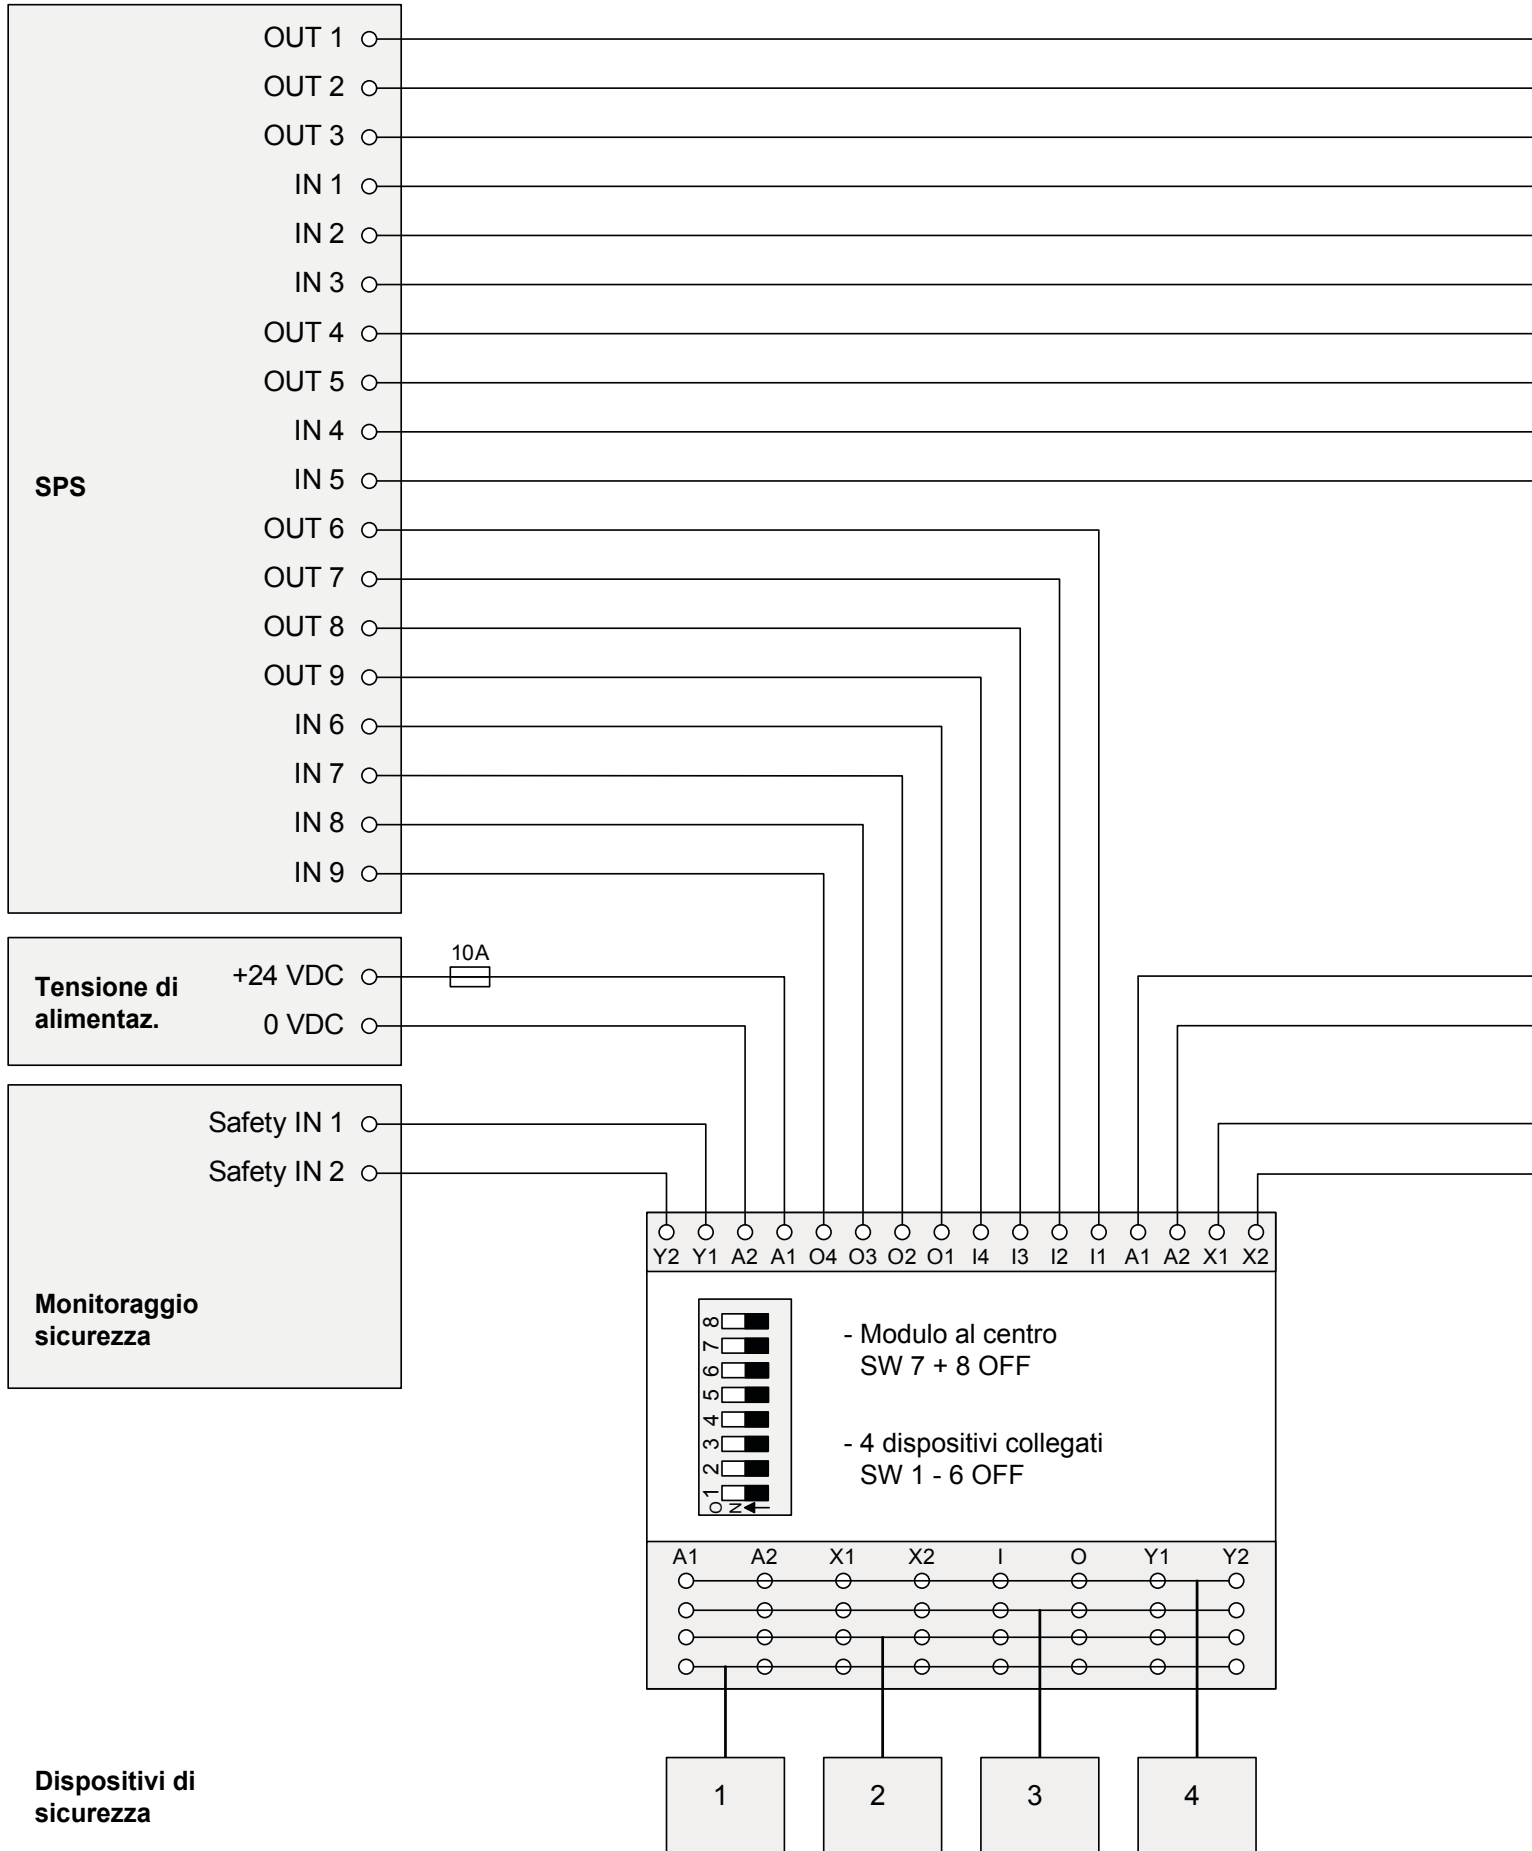 OUT 1
OUT 2
OUT 3
IN 1
IN 2
IN 3
OUT 4
OUT 5
IN 4
SPS
IN 5
OUT 6
OUT 7
OUT 8
OUT 9
IN 6
IN 7
IN 8
IN 9
10A
Tensione di
alimentaz.
+24 VDC
0 VDC
Safety IN 1
Safety IN 2
Monitoraggio
sicurezza
Y2 Y1 A2 A1 O4 O3 O2 O1 I4 I3 I2 I1 A1 A2 X1 X2
8
7
6
5
4
3
2
1
ON
- Modulo al centro
SW 7 + 8 OFF
- 4 dispositivi collegati
SW 1 - 6 OFF
A1 A2 X1 X2 I O Y1 Y2
Dispositivi di
sicurezza
1 2 3 4